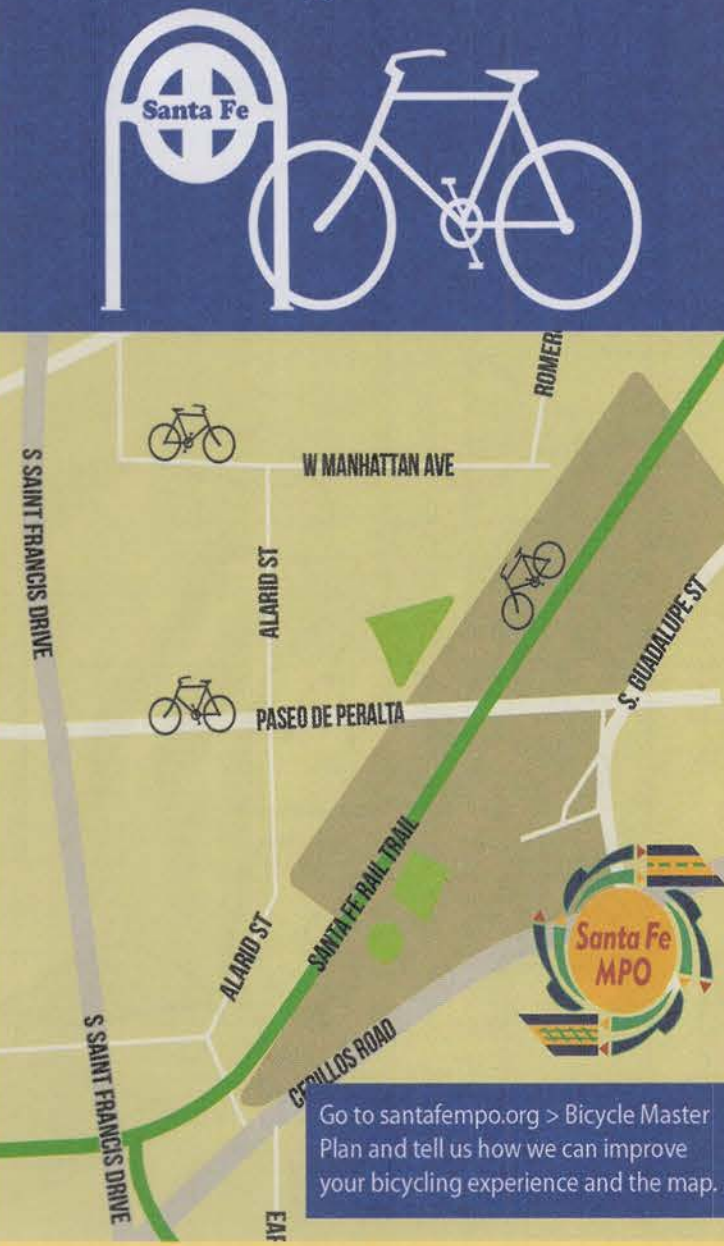 Santa Fe
ROMER
W MANHATTAN AVE
S SAINT FRANCIS DRIVE
ALARID ST
S. GUADALUPE ST
PASEO DE PERALTA
SANTA FE RAIL TRAIL
ALARID ST
Santa Fe
MPO
S SAINT FRANCIS DRIVE
CERILLOS ROAD
Go to santafempo.org > Bicycle Master
Plan and tell us how we can improve
your bicycling experience and the map.